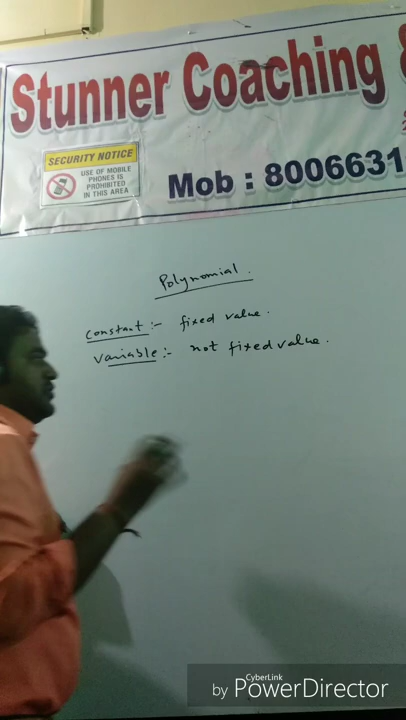 Stunner Coaching &
SECURITY NOTICE
USE OF MOBILE
PHONES IS
PROHIBITED
IN THIS AREA
Mob : 8006631
Polynomial.
constant :- fixed value.
variable :- not fixed value.
CyberLink
by PowerDirector